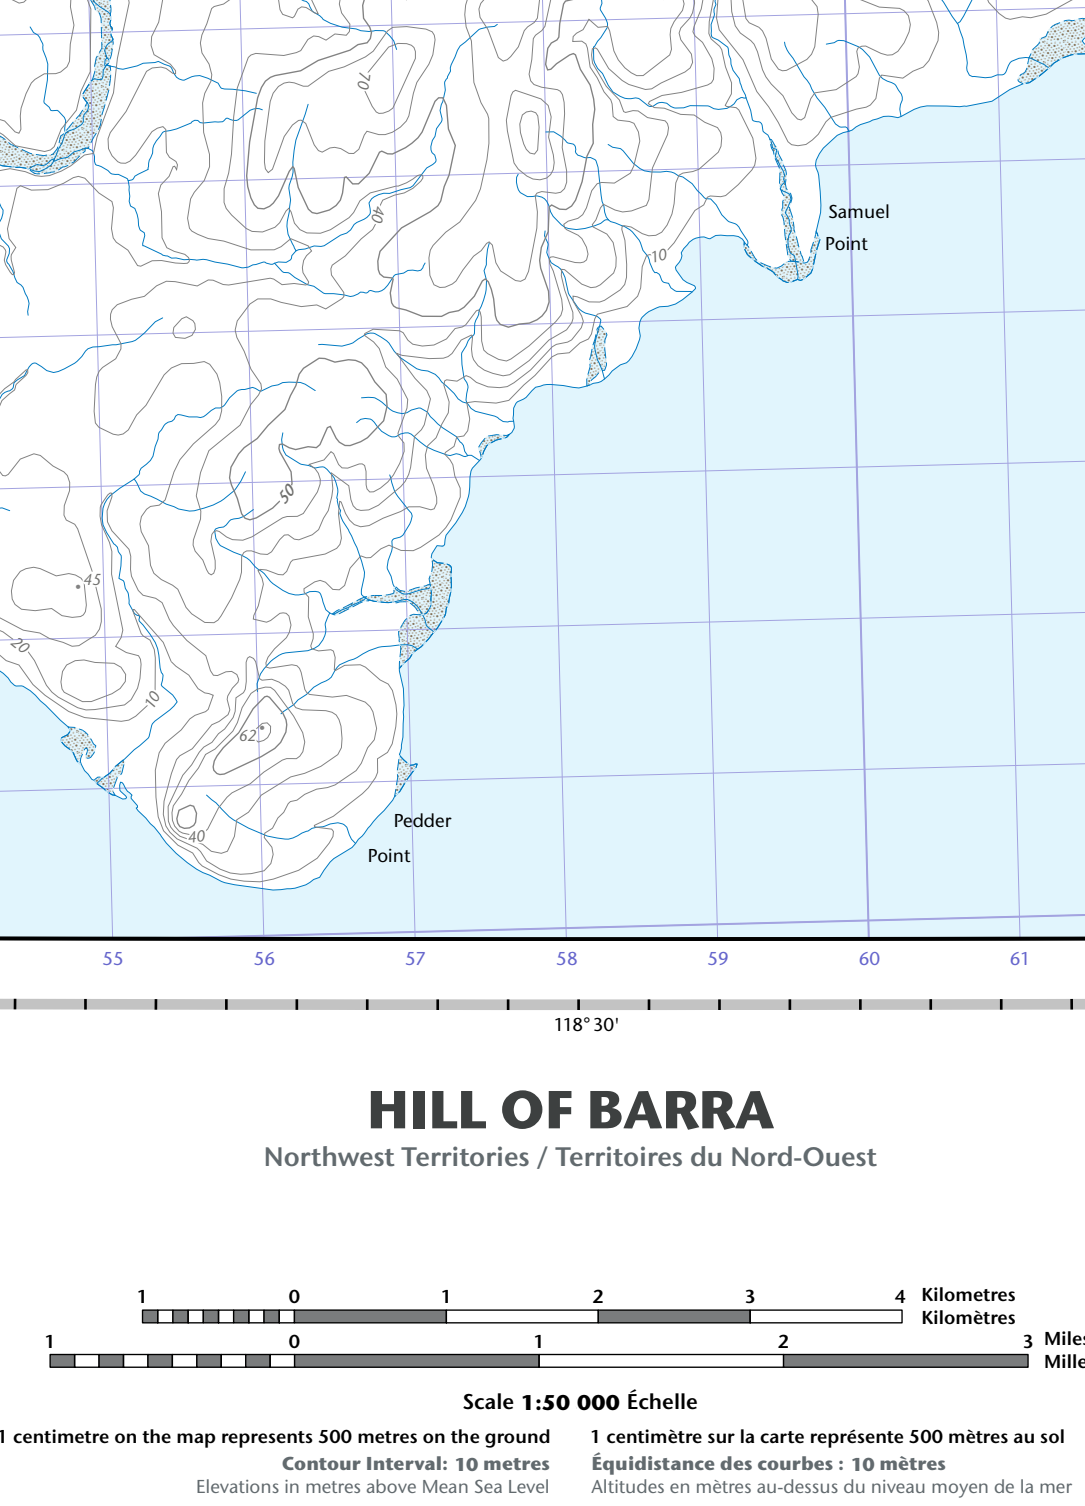 70
40
Samuel
Point
10
50
45
20
10
62
40
Pedder
Point
55 56 57 58 59 60 61
118°30'
HILL OF BARRA
Northwest Territories / Territoires du Nord-Ouest
1 0 1 2 3 4 Kilometres
Kilomètres
1 0 1 2 3 Miles
Mille
Scale 1:50 000 Échelle
1 centimetre on the map represents 500 metres on the ground 1 centimètre sur la carte représente 500 mètres au sol
Contour Interval: 10 metres Équidistance des courbes : 10 mètres
Elevations in metres above Mean Sea Level Altitudes en mètres au-dessus du niveau moyen de la mer